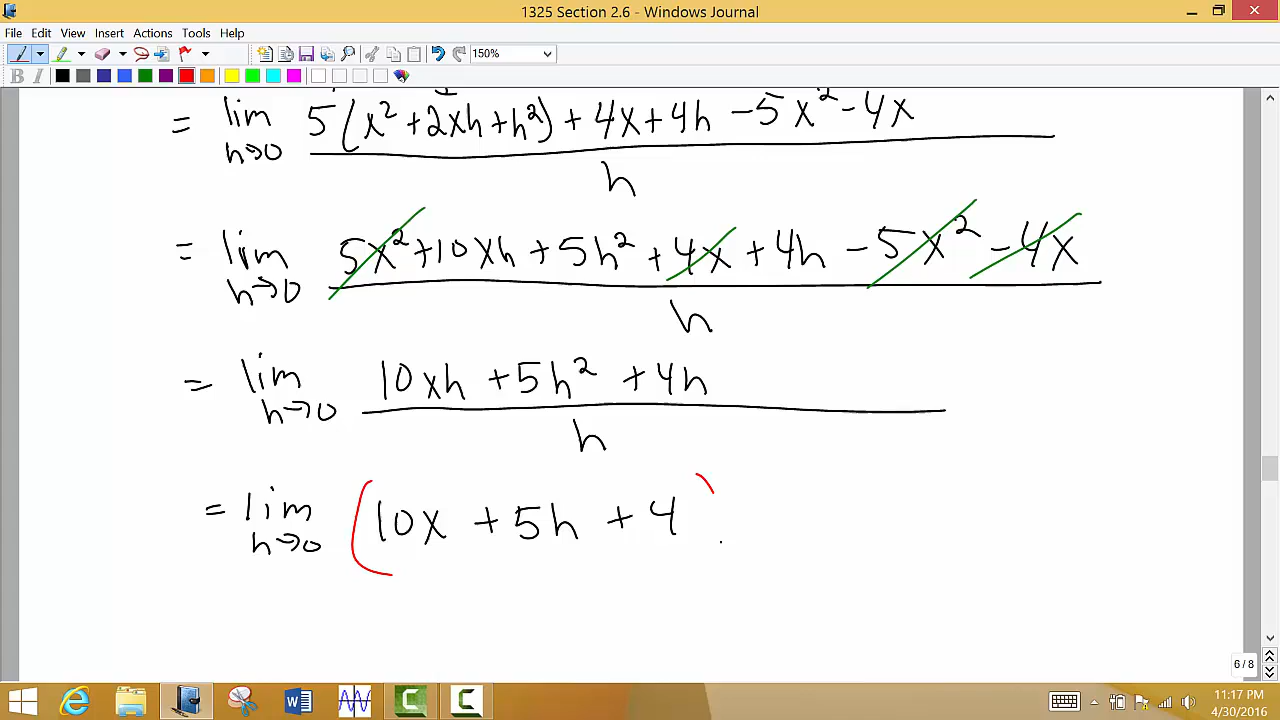 1325 Section 2.6 - Windows Journal
File Edit View Insert Actions Tools Help
150%
B I
= lim h→0 5(x² + 2xh + h²) + 4x + 4h - 5x² - 4x
h
= lim h→0 5x² + 10xh + 5h² + 4x + 4h - 5x² - 4x
h
= lim h→0 10xh + 5h² + 4h
h
= lim h→0 (10x + 5h + 4)
6 / 8
11:17 PM
4/30/2016